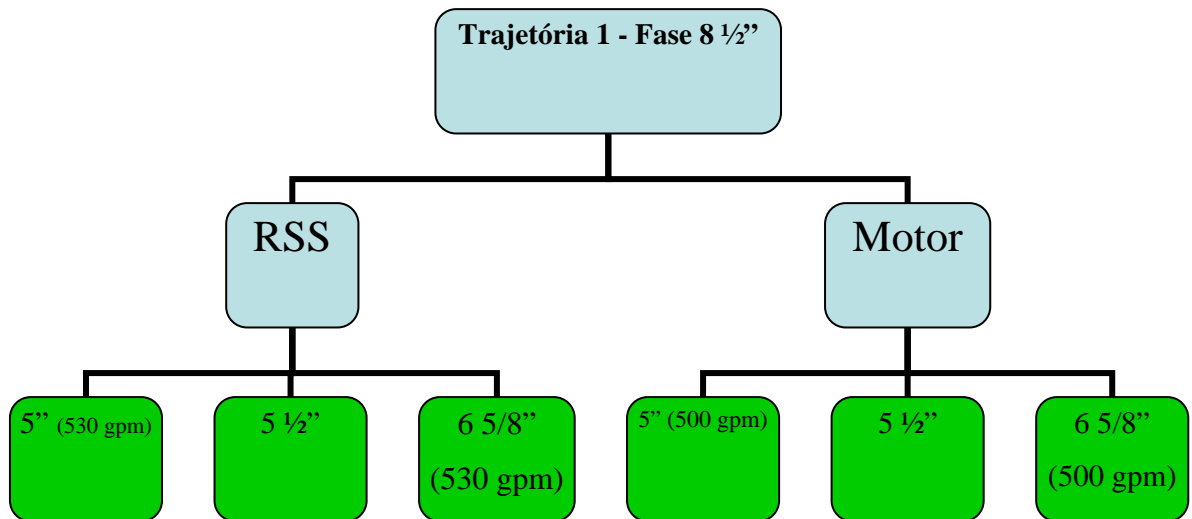 Trajetória 1 - Fase 8 ½”
RSS
Motor
5” (530 gpm)
5 ½”
6 5/8”
(530 gpm)
5” (500 gpm)
5 ½”
6 5/8”
(500 gpm)